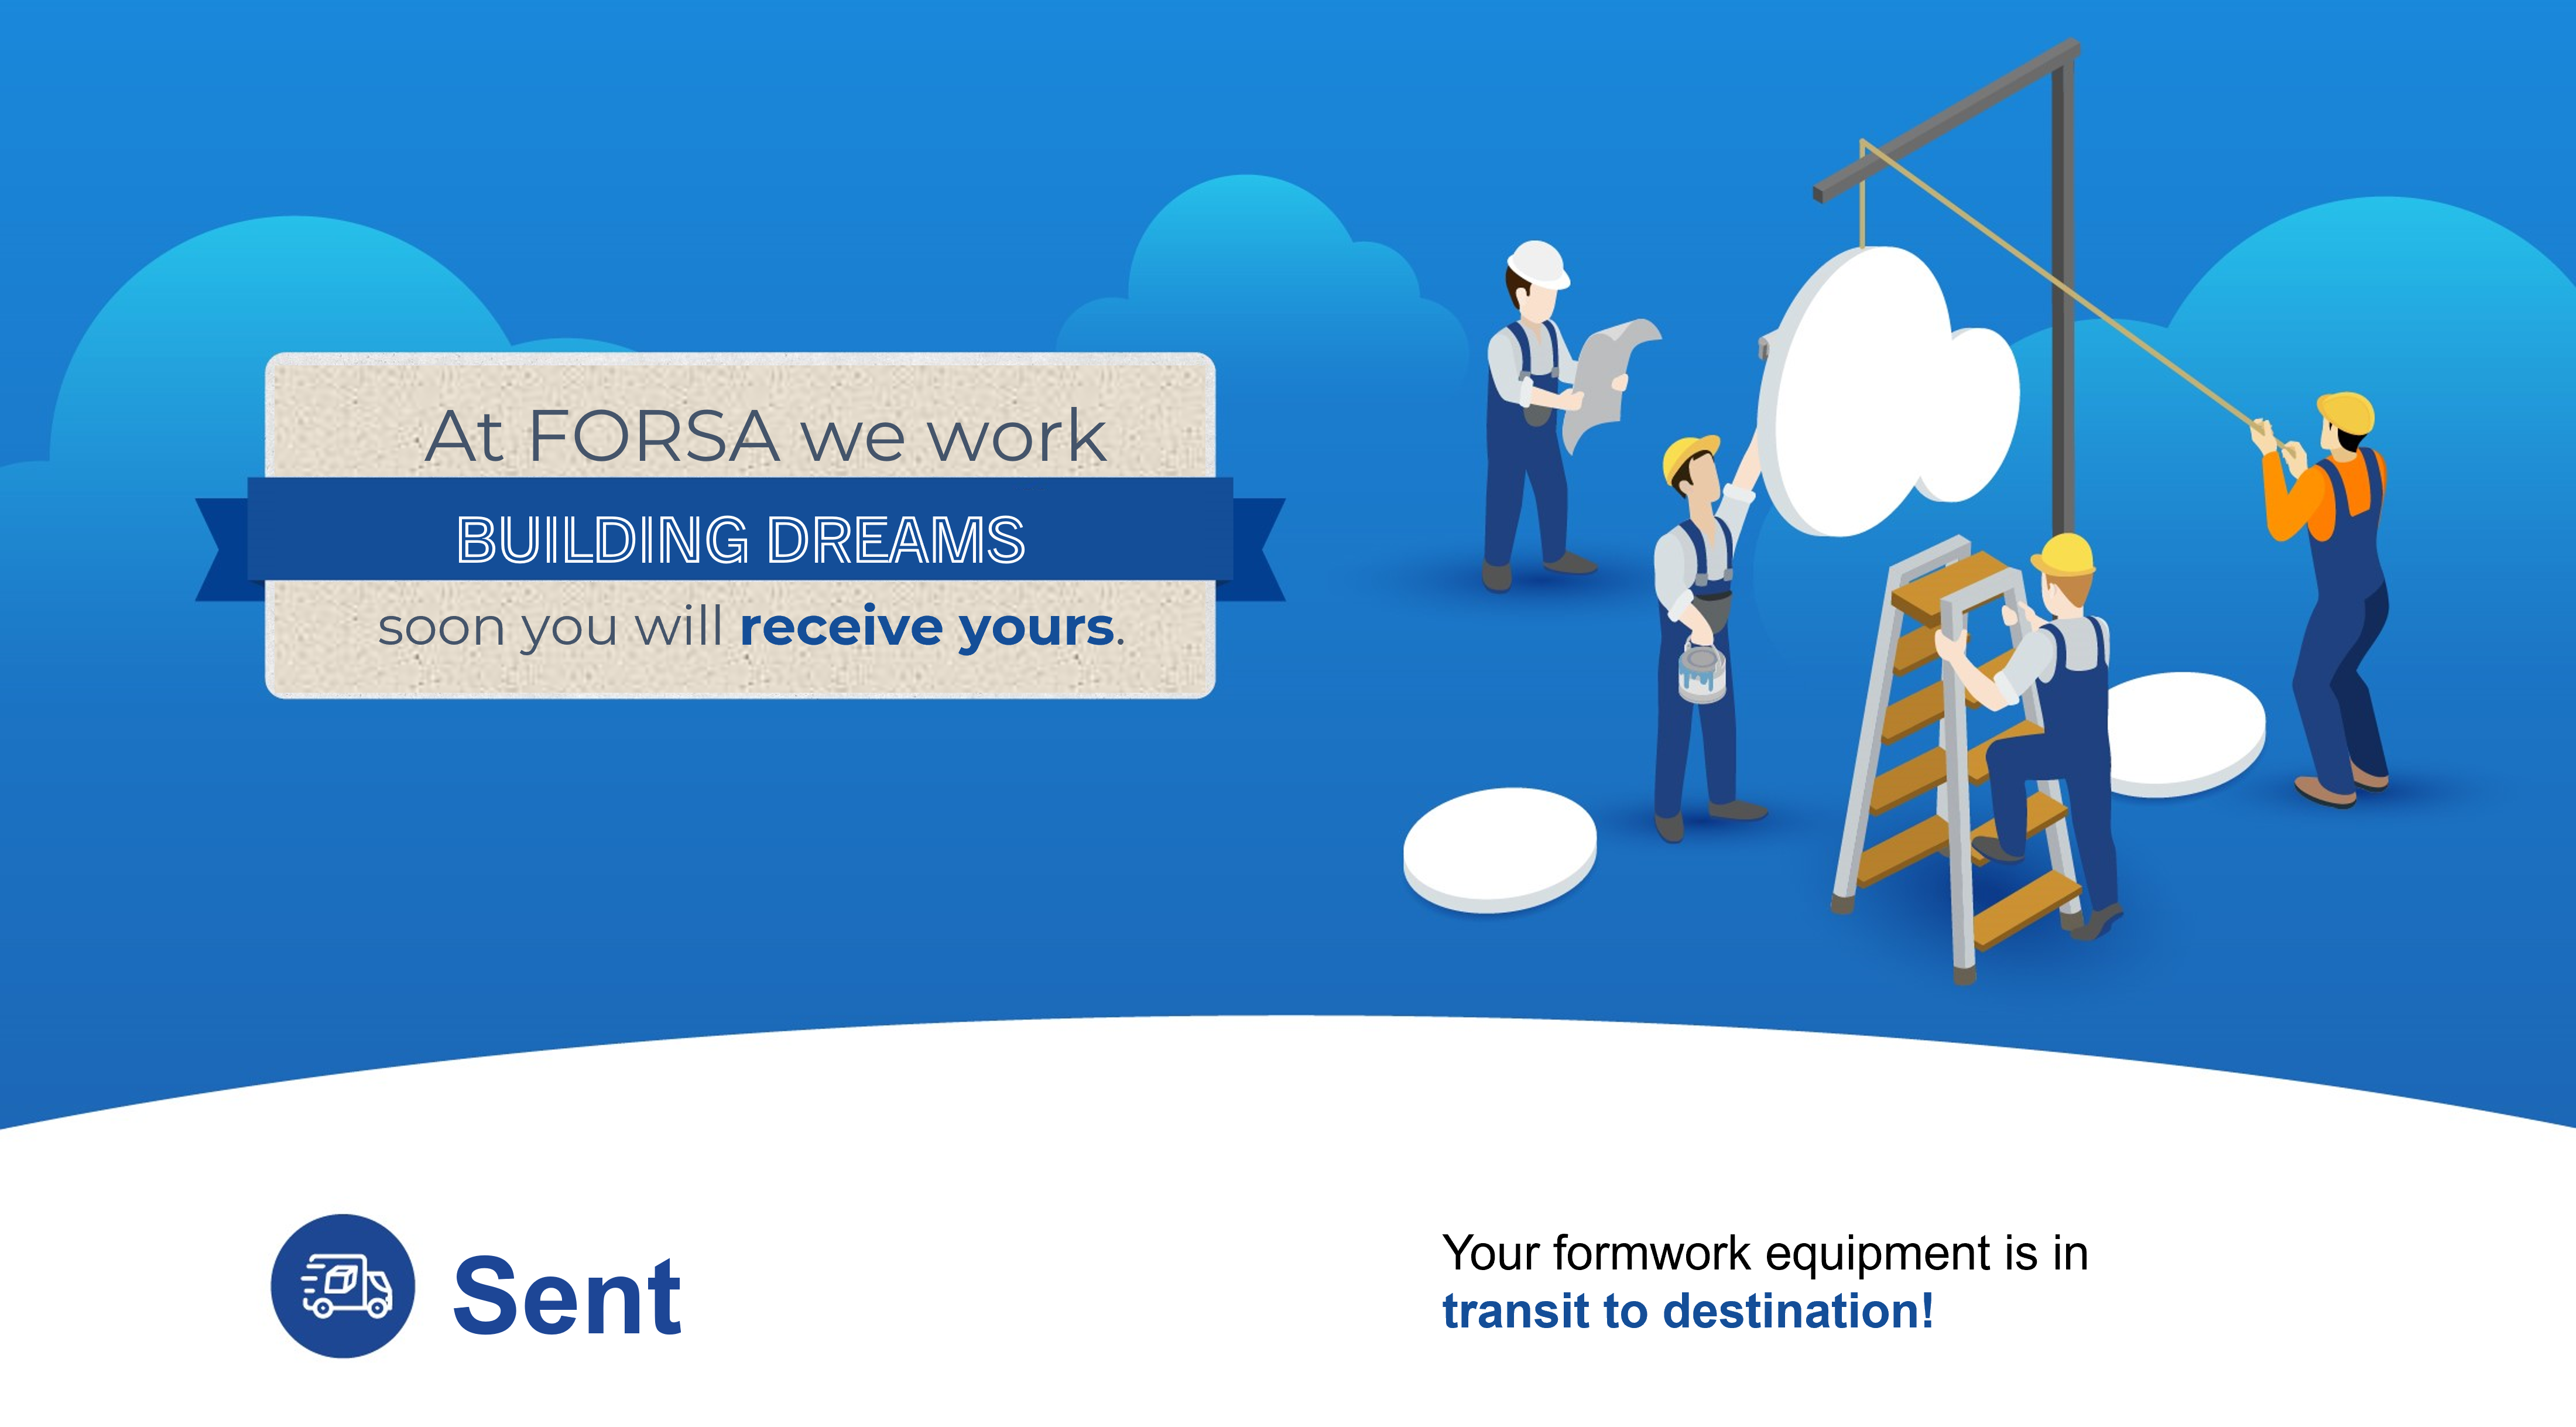 At FORSA we work
BUILDING DREAMS
soon you will receive yours.
Sent
Your formwork equipment is in
transit to destination!